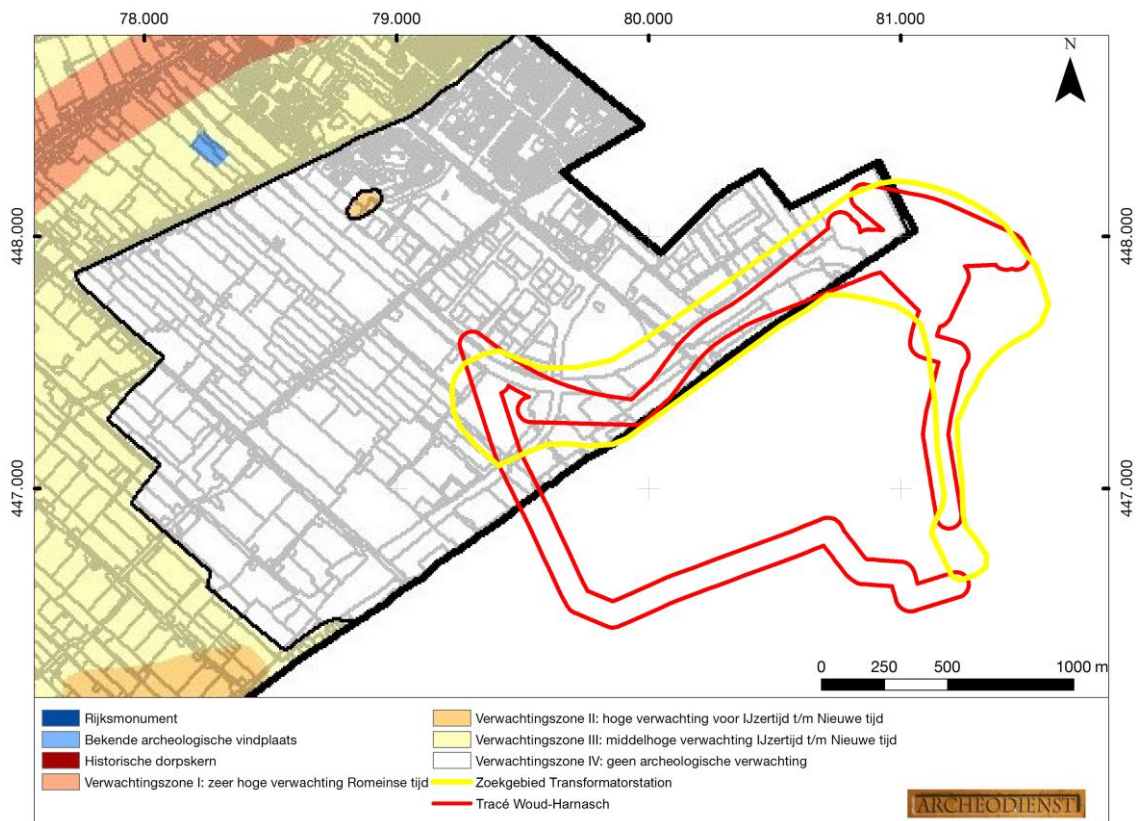 78.000 79.000 80.000 81.000
N
448.000 448.000
447.000 447.000
0 250 500 1000 m
Rijksmonument
Bekende archeologische vindplaats
Historische dorpskern
Verwachtingszone I: zeer hoge verwachting Romeinse tijd
Verwachtingszone II: hoge verwachting voor IJzertijd t/m Nieuwe tijd
Verwachtingszone III: middelhoge verwachting IJzertijd t/m Nieuwe tijd
Verwachtingszone IV: geen archeologische verwachting
Zoekgebied Transformatorstation
Tracé Woud-Harnasch
ARCHEODIENST